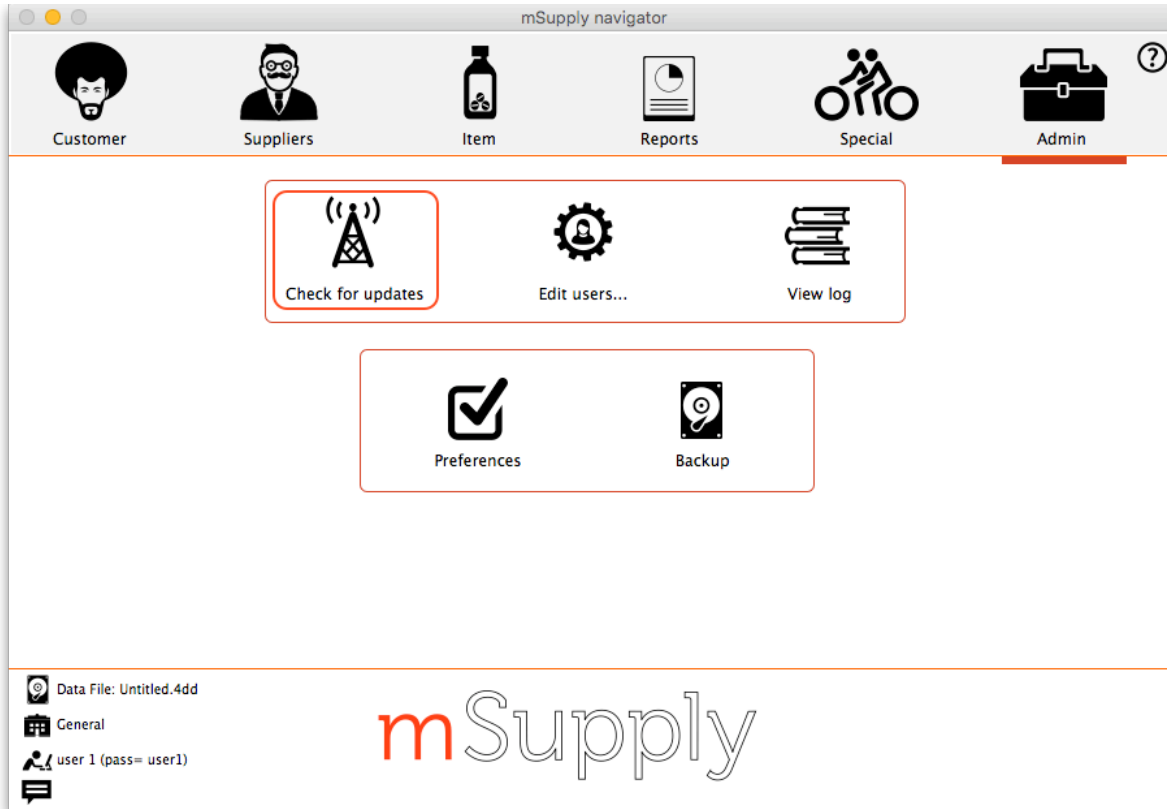 mSupply navigator
Customer Suppliers Item Reports Special Admin ?
Check for updates Edit users... View log
Preferences Backup
Data File: Untitled.4dd
General
user 1 (pass= user1)
mSupply